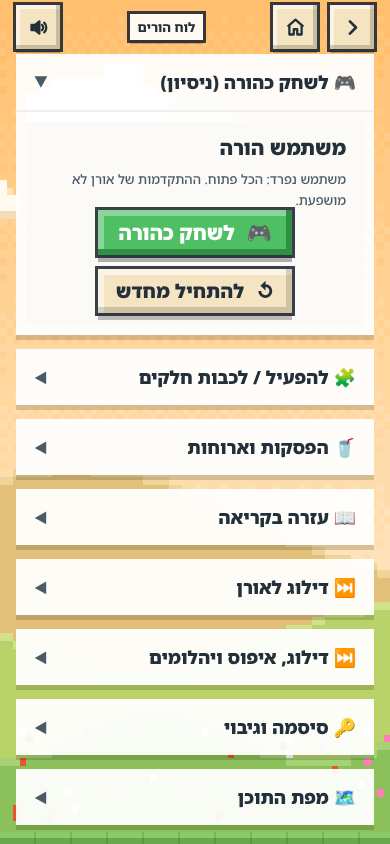 לוח הורים
🎮 לשחק כהורה (ניסיון)
משתמש הורה
משתמש נפרד: הכל פתוח. ההתקדמות של אורן לא
מושפעת.
🎮 לשחק כהורה
להתחיל מחדש
🧩 להפעיל / לכבות חלקים
🥤 הפסקות וארוחות
📖 עזרה בקריאה
⏩ דילוג לאורן
⏩ דילוג, איפוס ויהלומים
🔑 סיסמה וגיבוי
🗺️ מפת התוכן